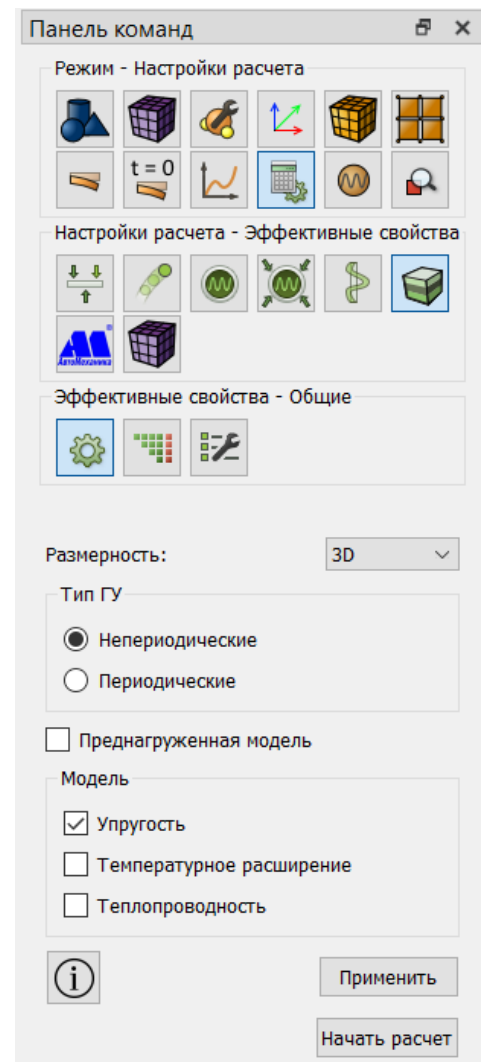 Панель команд
Режим - Настройки расчета
t = 0
Настройки расчета - Эффективные свойства
АвтоМеханика
Эффективные свойства - Общие
Размерность: 3D
Тип ГУ
Непериодические
Периодические
Преднагруженная модель
Модель
Упругость
Температурное расширение
Теплопроводность
Применить
Начать расчет